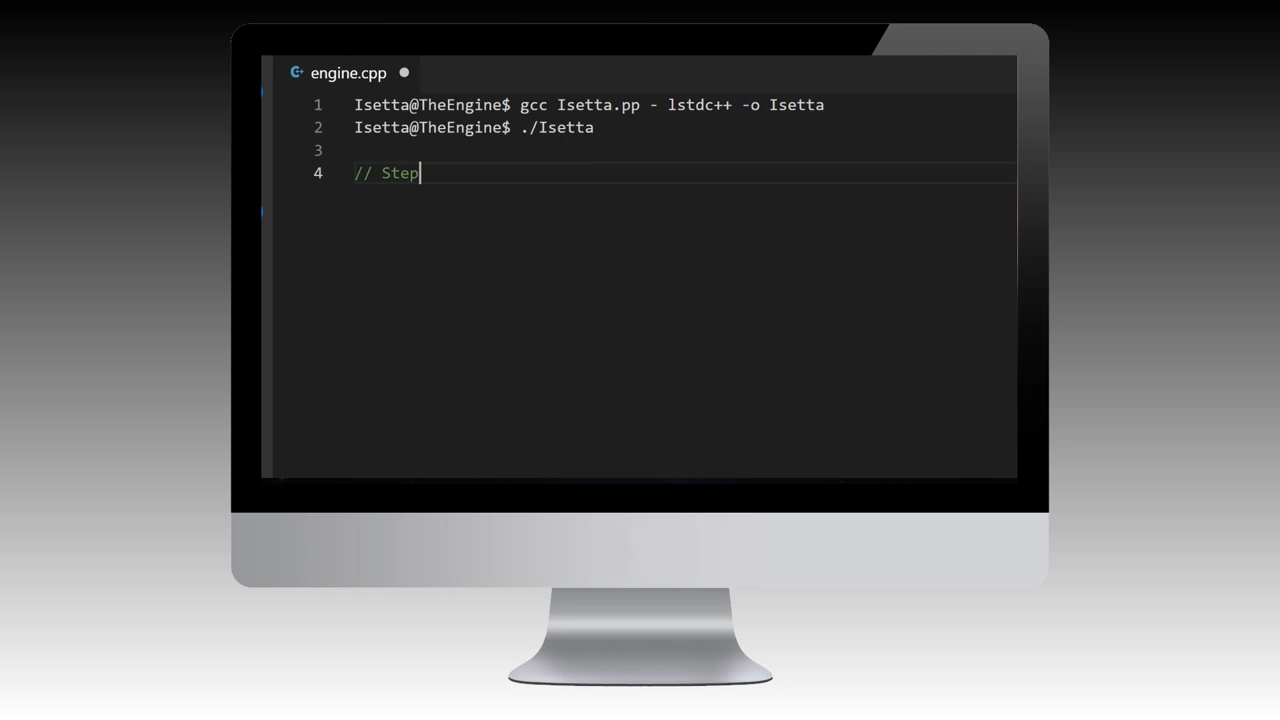 engine.cpp
1 Isetta@TheEngine$ gcc Isetta.pp - lstdc++ -o Isetta
2 Isetta@TheEngine$ ./Isetta
3
4 // Step